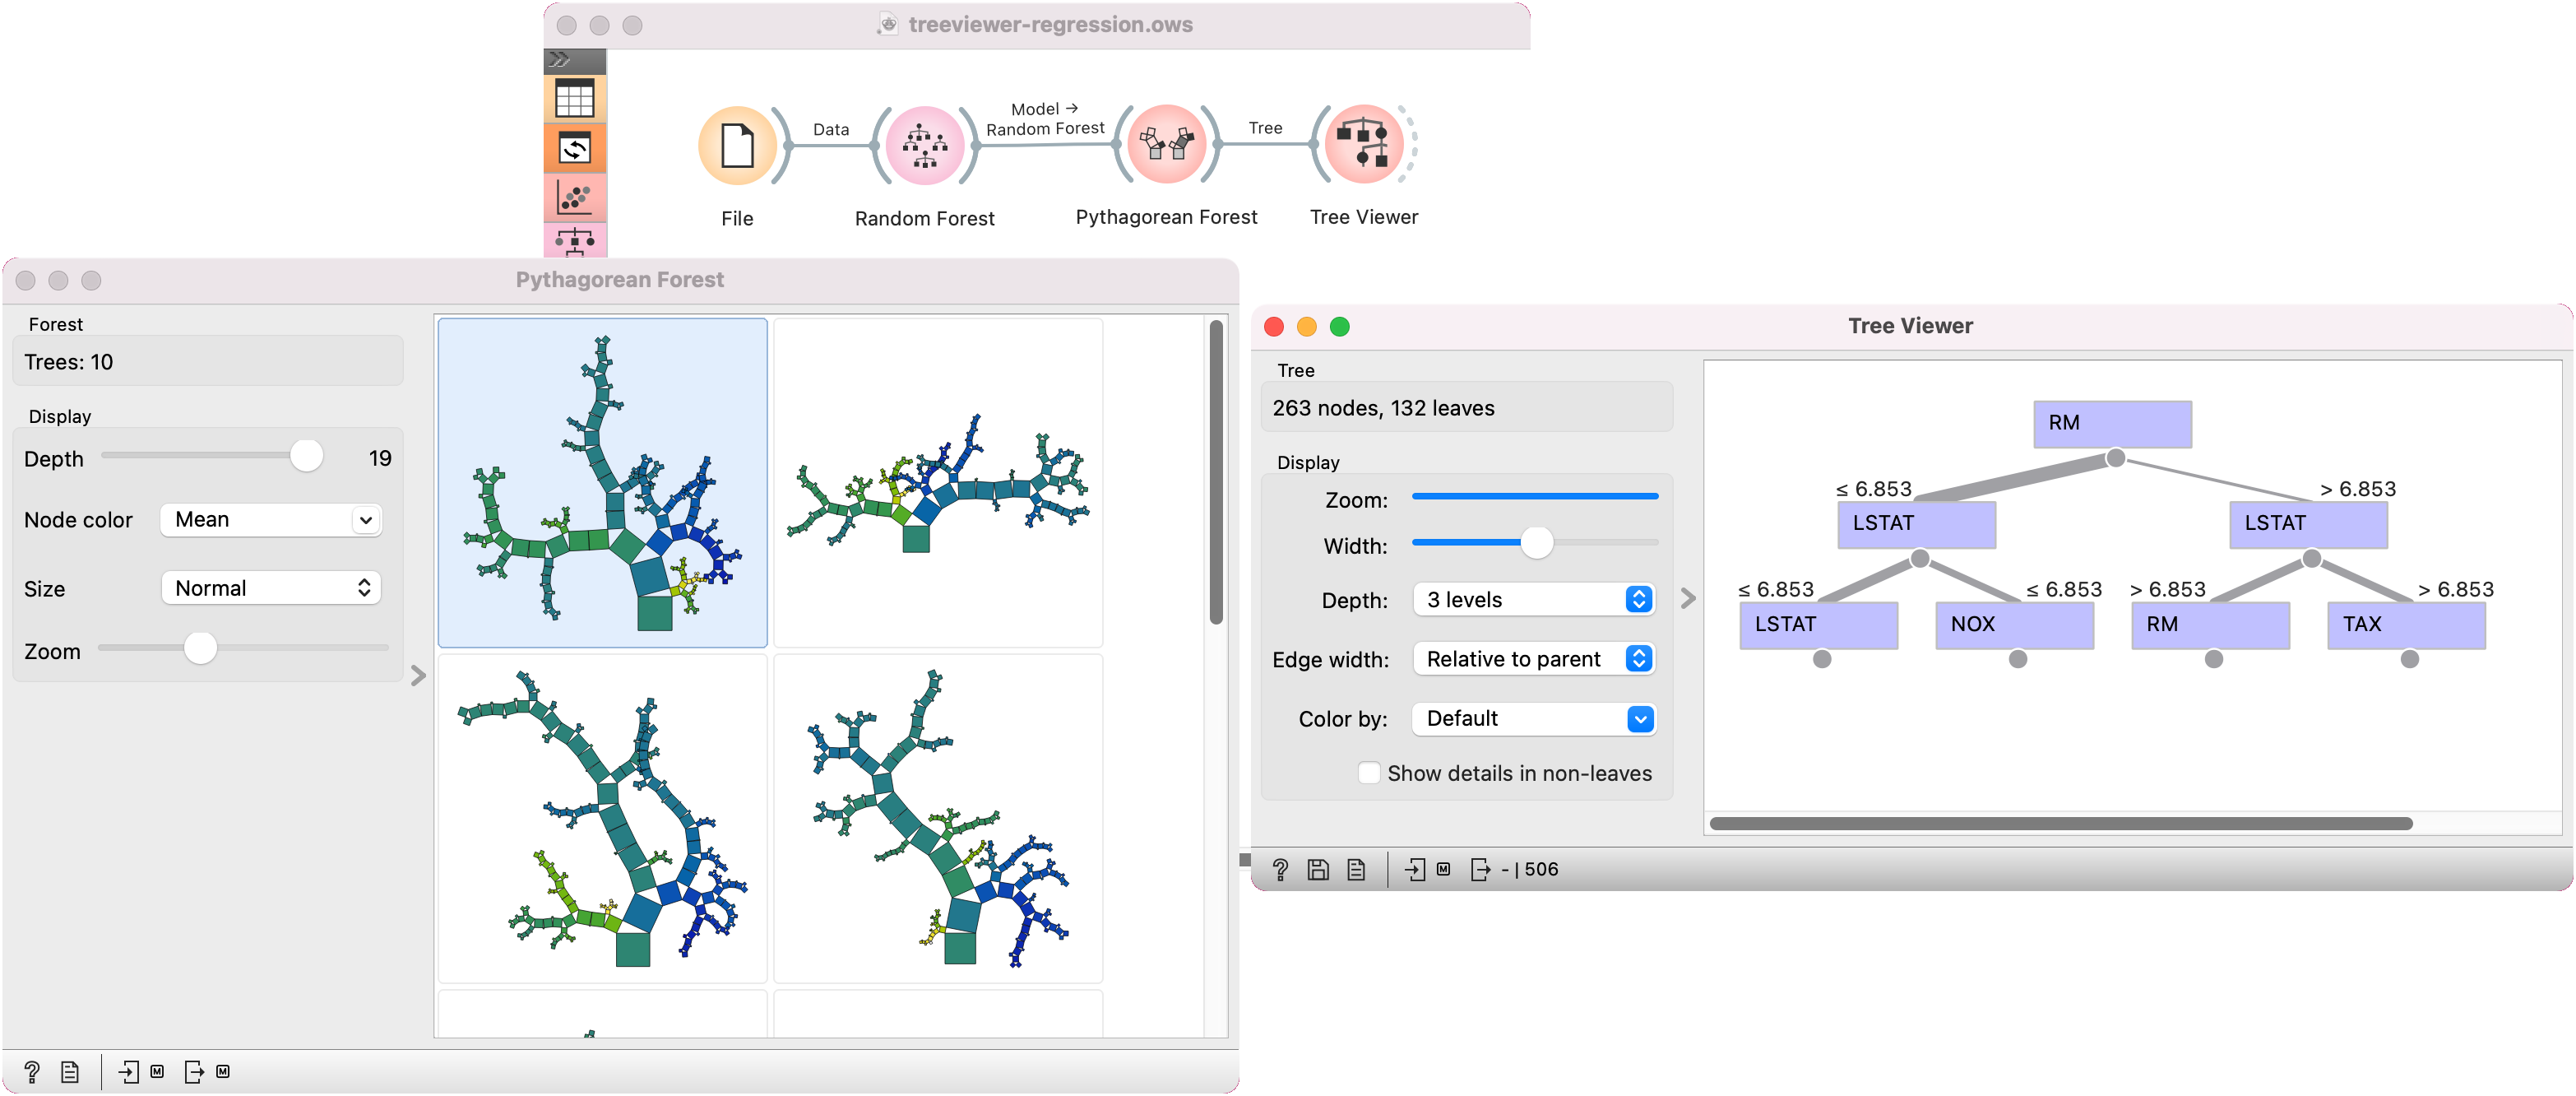 treeviewer-regression.ows
Data
Model →
Random Forest
Tree
File
Random Forest
Pythagorean Forest
Tree Viewer
Pythagorean Forest
Forest
Trees: 10
Display
Depth 19
Node color Mean
Size Normal
Zoom
? M M
Tree Viewer
Tree
263 nodes, 132 leaves
Display
Zoom:
Width:
Depth: 3 levels
Edge width: Relative to parent
Color by: Default
Show details in non-leaves
RM
≤ 6.853 > 6.853
LSTAT LSTAT
≤ 6.853 ≤ 6.853 > 6.853 > 6.853
LSTAT NOX RM TAX
? M - | 506